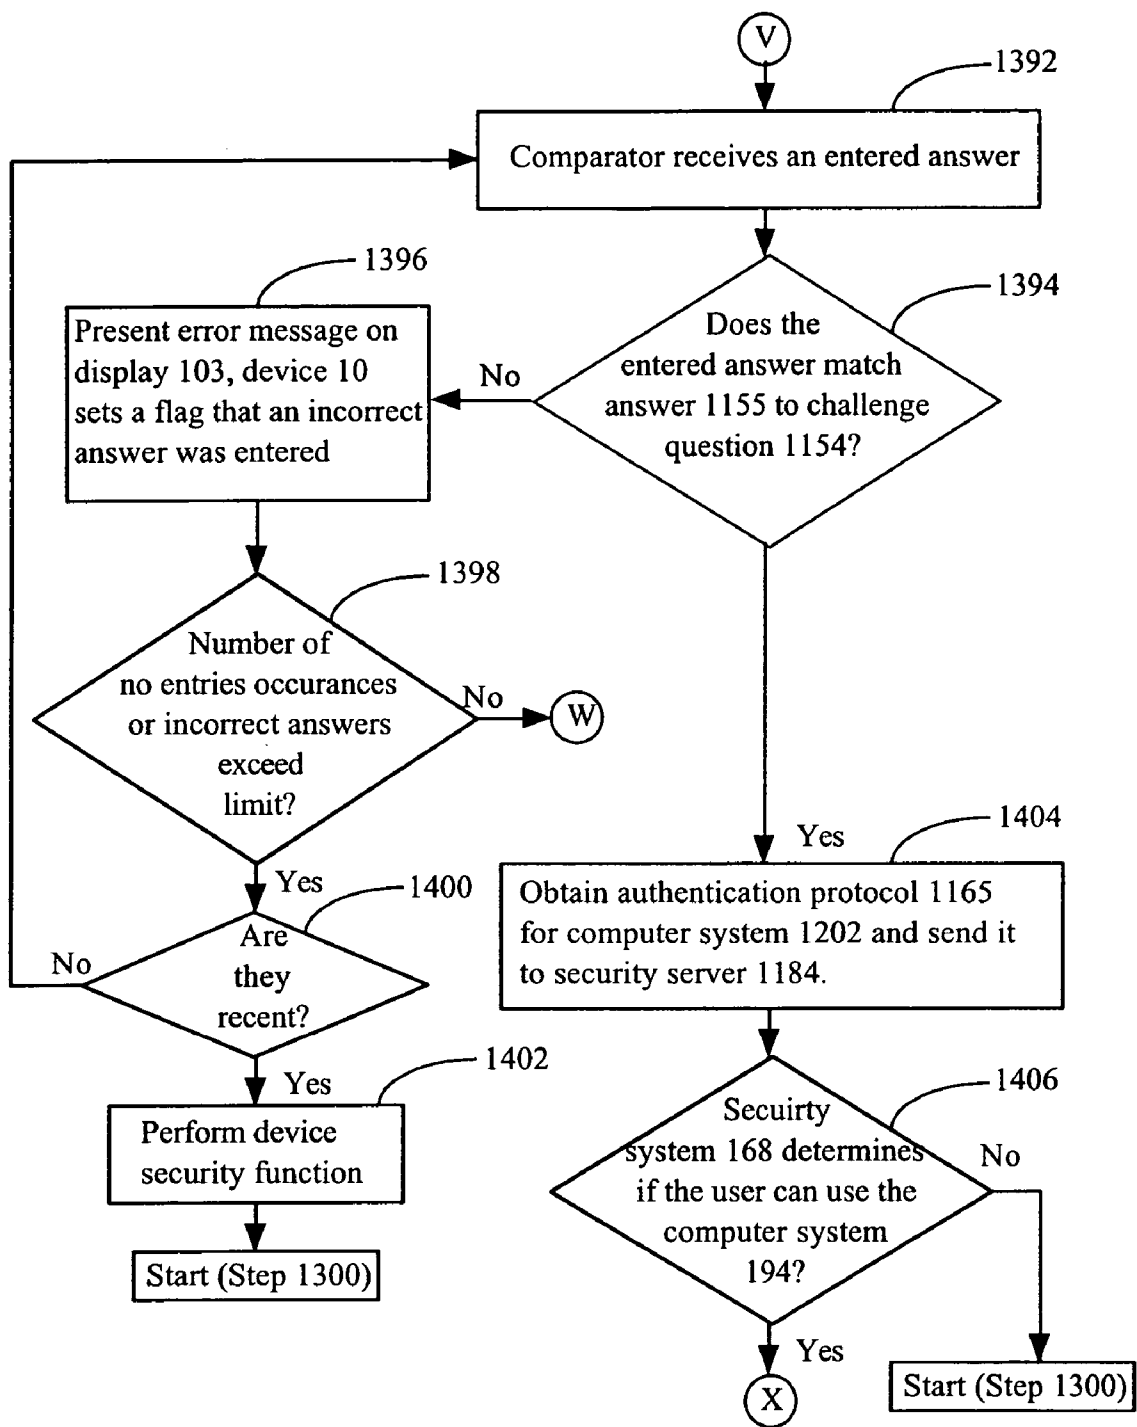 V
1392
Comparator receives an entered answer
1396
1394
Present error message on
display 103, device 10
sets a flag that an incorrect
answer was entered
No
Does the
entered answer match
answer 1155 to challenge
question 1154?
1398
Number of
no entries occurances
or incorrect answers
exceed
limit?
No
W
Yes
1404
Yes
1400
Obtain authentication protocol 1165
for computer system 1202 and send it
to security server 1184.
No
Are
they
recent?
1402
Yes
1406
Perform device
security function
Secuirty
system 168 determines
if the user can use the
computer system
194?
No
Start (Step 1300)
Yes
Start (Step 1300)
X